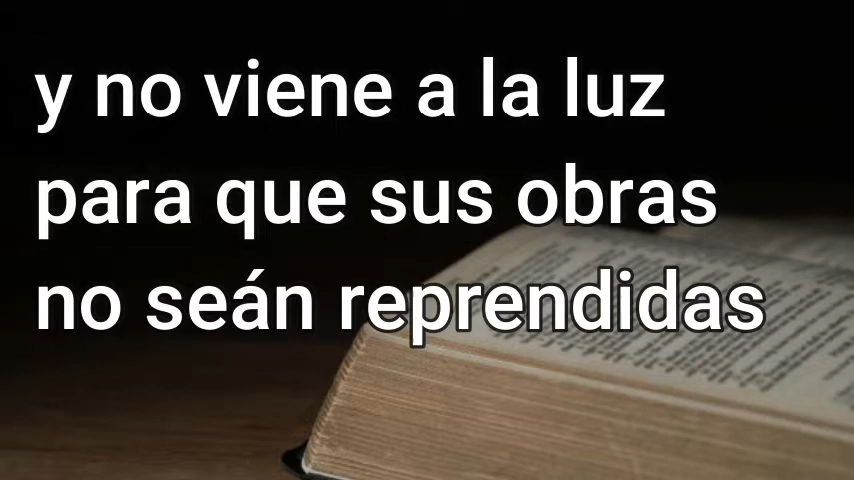 y no viene a la luz
para que sus obras
no seán reprendidas